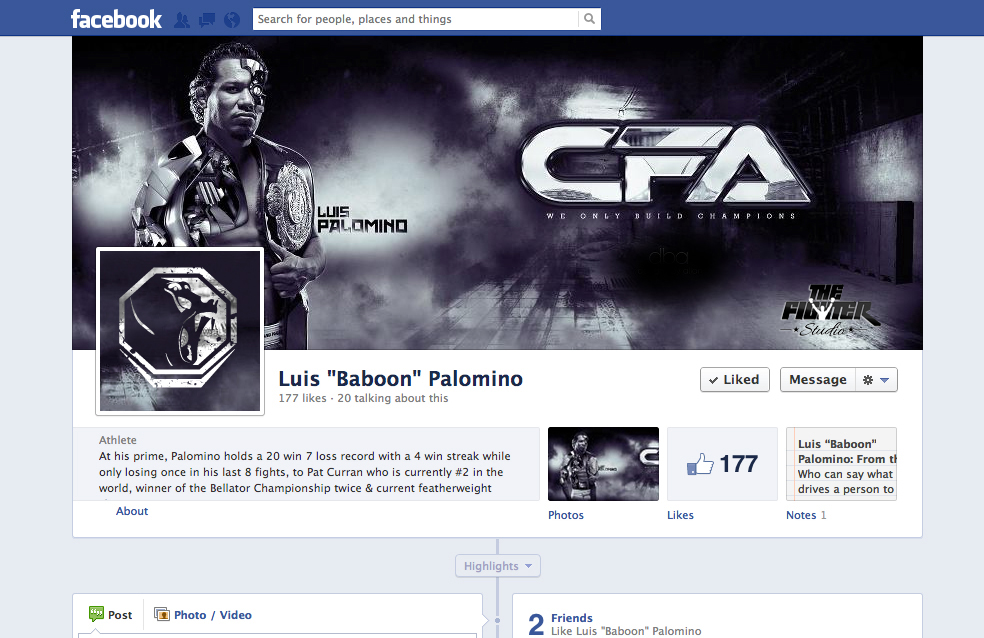 facebook
Search for people, places and things
CFA
WE ONLY BUILD CHAMPIONS
LUIS
PALOMINO
THE
FIGHTER
Studio
Luis "Baboon" Palomino
177 likes · 20 talking about this
Liked
Message
Athlete
At his prime, Palomino holds a 20 win 7 loss record with a 4 win streak while
only losing once in his last 8 fights, to Pat Curran who is currently #2 in the
world, winner of the Bellator Championship twice & current featherweight
About
Photos
177
Likes
Luis "Baboon"
Palomino: From th
Who can say what
drives a person to
Notes 1
Highlights
Post
Photo / Video
2 Friends
Like Luis "Baboon" Palomino